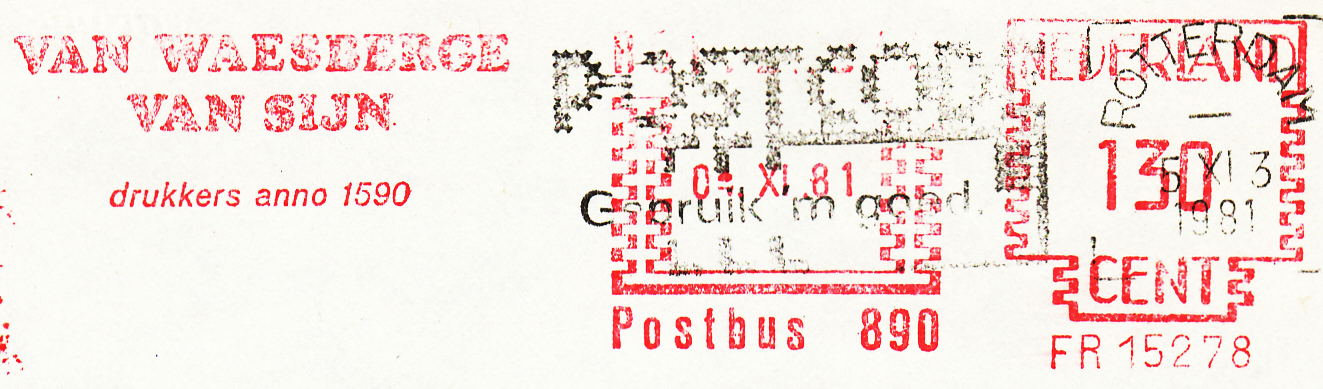 VAN WAESBERGE
VAN SIJN
drukkers anno 1590
POSTCODE
Gebruik 'm goed.
XI.81
Postbus 890
NEDERLAND
130
CENT
FR 15278
ROTTERDAM
5 XI 3
1981